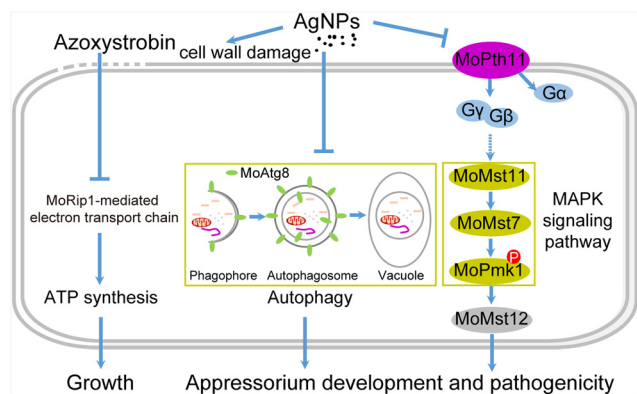 AgNPs
Azoxystrobin
cell wall damage
MoPth11
Gα
Gγ
Gβ
MoAtg8
MoRip1-mediated
electron transport chain
MoMst11
MoMst7
P
MoPmk1
MAPK
signaling
pathway
Phagophore
Autophagosome
Vacuole
ATP synthesis
Autophagy
MoMst12
Growth
Appressorium development and pathogenicity